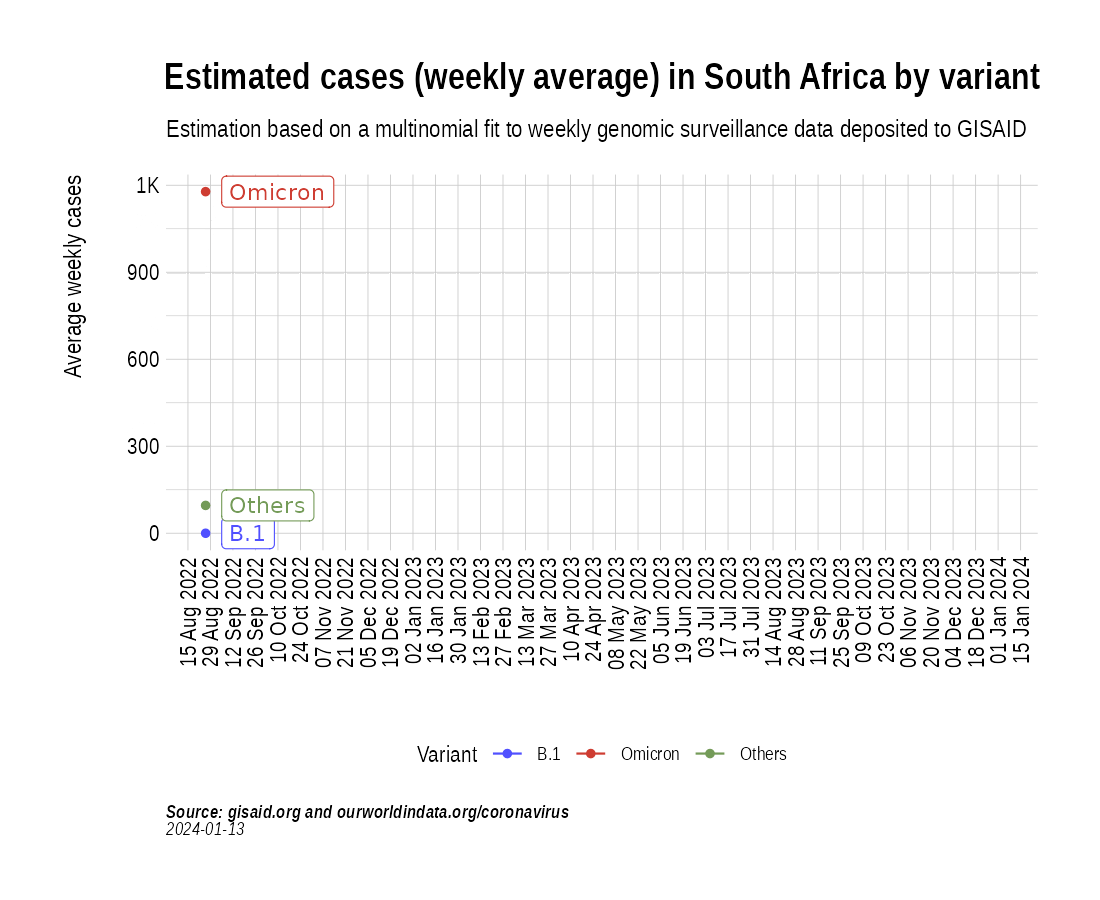 Estimated cases (weekly average) in South Africa by variant
Estimation based on a multinomial fit to weekly genomic surveillance data deposited to GISAID
Average weekly cases
1K
900
600
300
0
Omicron
Others
B.1
15 Aug 2022
29 Aug 2022
12 Sep 2022
26 Sep 2022
10 Oct 2022
24 Oct 2022
07 Nov 2022
21 Nov 2022
05 Dec 2022
19 Dec 2022
02 Jan 2023
16 Jan 2023
30 Jan 2023
13 Feb 2023
27 Feb 2023
13 Mar 2023
27 Mar 2023
10 Apr 2023
24 Apr 2023
08 May 2023
22 May 2023
05 Jun 2023
19 Jun 2023
03 Jul 2023
17 Jul 2023
31 Jul 2023
14 Aug 2023
28 Aug 2023
11 Sep 2023
25 Sep 2023
09 Oct 2023
23 Oct 2023
06 Nov 2023
20 Nov 2023
04 Dec 2023
18 Dec 2023
01 Jan 2024
15 Jan 2024
Variant B.1 Omicron Others
Source: gisaid.org and ourworldindata.org/coronavirus
2024-01-13